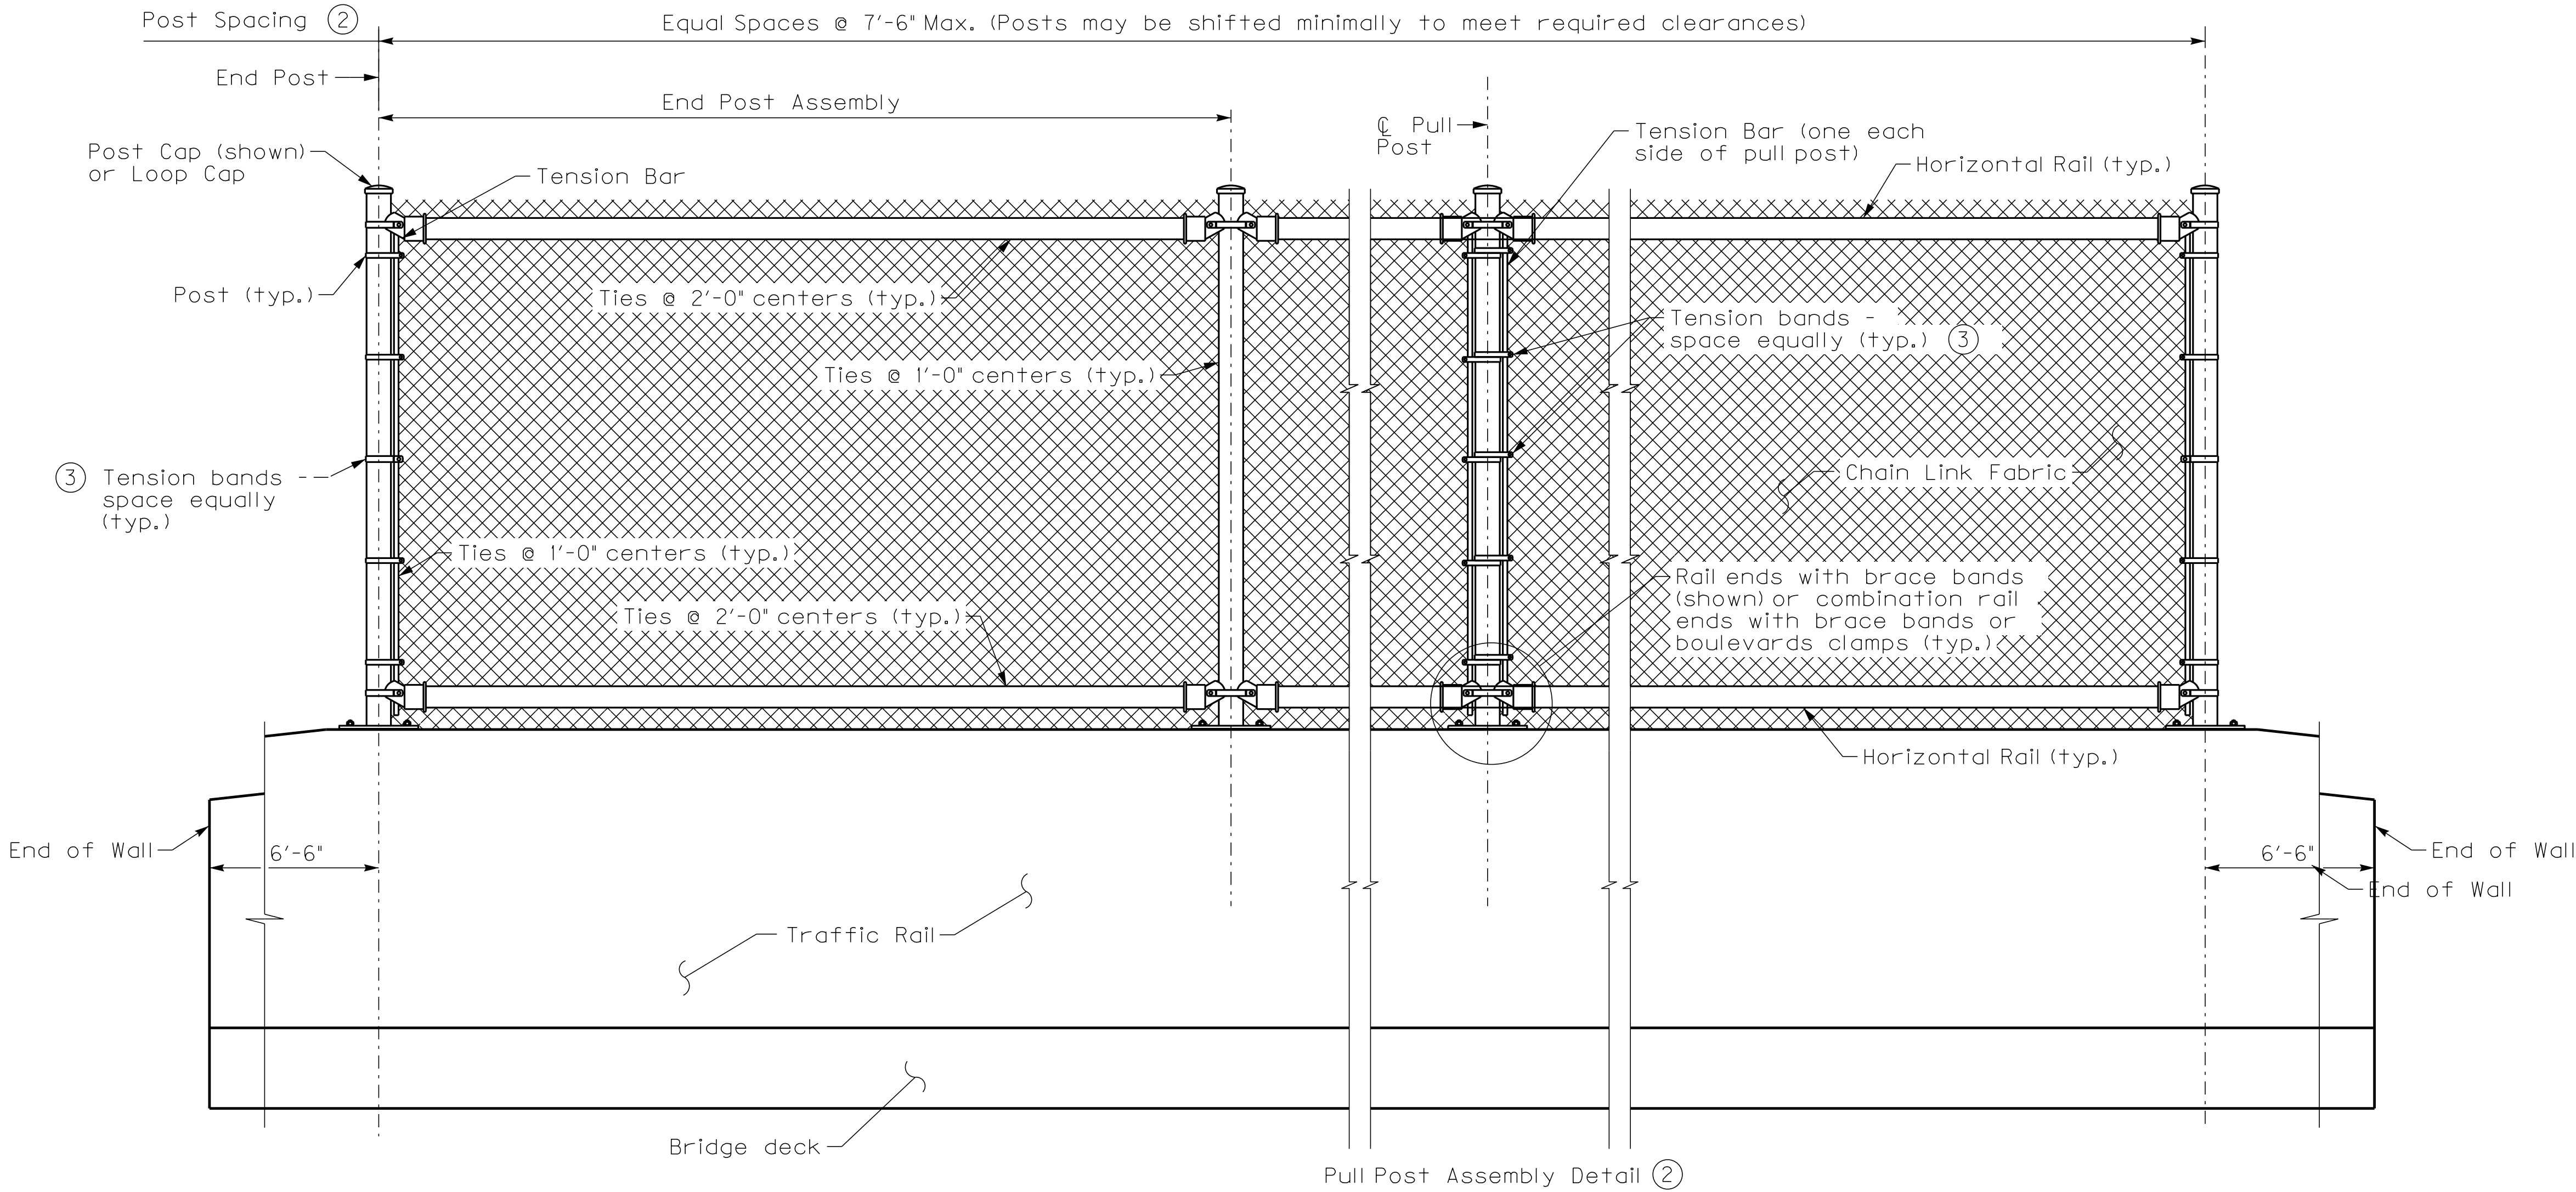 Post Spacing ②
Equal Spaces @ 7'-6" Max. (Posts may be shifted minimally to meet required clearances)
End Post
End Post Assembly
℄ Pull
Post
Tension Bar (one each
side of pull post)
Post Cap (shown)
or Loop Cap
Tension Bar
Horizontal Rail (typ.)
Post (typ.)
Ties @ 2'-0" centers (typ.)
Tension bands -
space equally (typ.) ③
Ties @ 1'-0" centers (typ.)
③ Tension bands -
space equally
(typ.)
Chain Link Fabric
Ties @ 1'-0" centers (typ.)
Rail ends with brace bands
(shown) or combination rail
ends with brace bands or
boulevards clamps (typ.)
Ties @ 2'-0" centers (typ.)
Horizontal Rail (typ.)
End of Wall
6'-6"
6'-6"
End of Wall
End of Wall
Traffic Rail
Bridge deck
Pull Post Assembly Detail ②